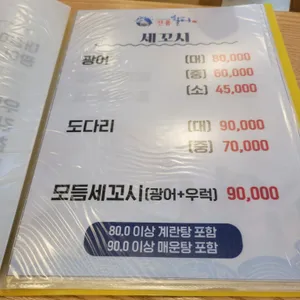 세꼬시
광어 (대) 80,000
(중) 60,000
(소) 45,000
도다리 (대) 90,000
(중) 70,000
모듬세꼬시(광어+우럭) 90,000
80.0 이상 계란탕 포함
90.0 이상 매운탕 포함